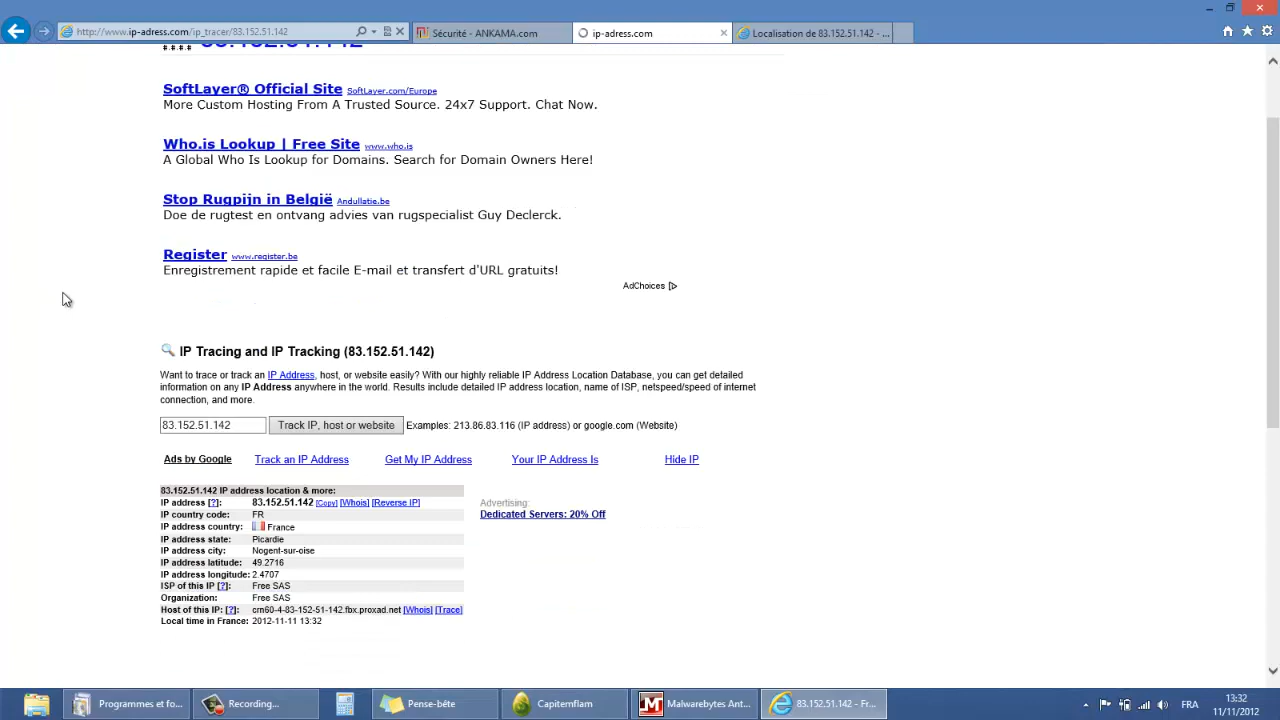 http://www.ip-adress.com/ip_tracer/83.152.51.142
Sécurité - ANKAMA.com
ip-adress.com
Localisation de 83.152.51.142 - ...
83.152.51.142
SoftLayer® Official Site SoftLayer.com/Europe
More Custom Hosting From A Trusted Source. 24x7 Support. Chat Now.
Who.is Lookup | Free Site www.who.is
A Global Who Is Lookup for Domains. Search for Domain Owners Here!
Stop Rugpijn in België Andullatie.be
Doe de rugtest en ontvang advies van rugspecialist Guy Declerck.
Register www.register.be
Enregistrement rapide et facile E-mail et transfert d'URL gratuits!
AdChoices
IP Tracing and IP Tracking (83.152.51.142)
Want to trace or track an IP Address, host, or website easily? With our highly reliable IP Address Location Database, you can get detailed
information on any IP Address anywhere in the world. Results include detailed IP address location, name of ISP, netspeed/speed of internet
connection, and more.
83.152.51.142 Track IP, host or website Examples: 213.86.83.116 (IP address) or google.com (Website)
Ads by Google Track an IP Address Get My IP Address Your IP Address Is Hide IP
83.152.51.142 IP address location & more:
IP address [?]: 83.152.51.142 [Copy] [Whois] [Reverse IP]
IP country code: FR
IP address country: France
IP address state: Picardie
IP address city: Nogent-sur-oise
IP address latitude: 49.2716
IP address longitude: 2.4707
ISP of this IP [?]: Free SAS
Organization: Free SAS
Host of this IP: [?]: crn60-4-83-152-51-142.fbx.proxad.net [Whois] [Trace]
Local time in France: 2012-11-11 13:32
Advertising:
Dedicated Servers: 20% Off
Programmes et fo...
Recording...
Pense-bête
Capitemflam
Malwarebytes Ant...
83.152.51.142 - Fr...
FRA
13:32
11/11/2012